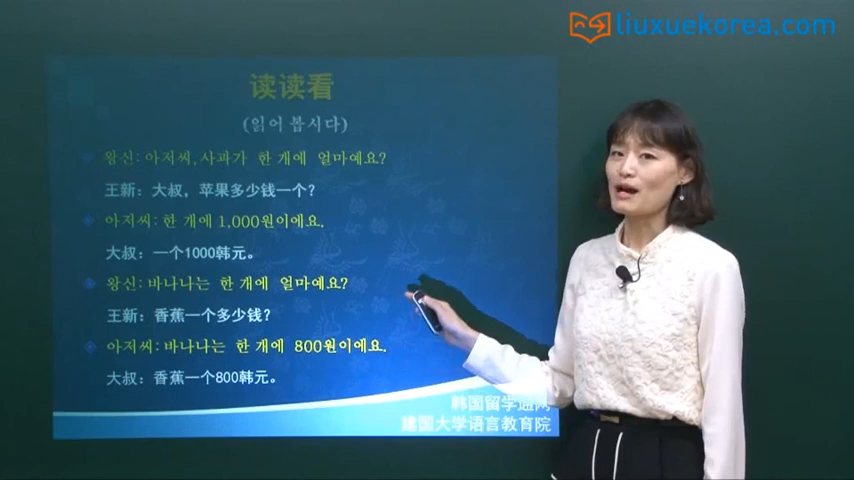 liuxuekorea.com
读读看
(읽어 봅시다)
왕신: 아저씨, 사과가 한 개에 얼마예요?
王新：大叔，苹果多少钱一个?
아저씨: 한 개에 1,000원이에요.
大叔：一个1000韩元。
왕신: 바나나는 한 개에 얼마예요?
王新：香蕉一个多少钱?
아저씨: 바나나는 한 개에 800원이에요.
大叔：香蕉一个800韩元。
韩国留学通网
建国大学语言教育院